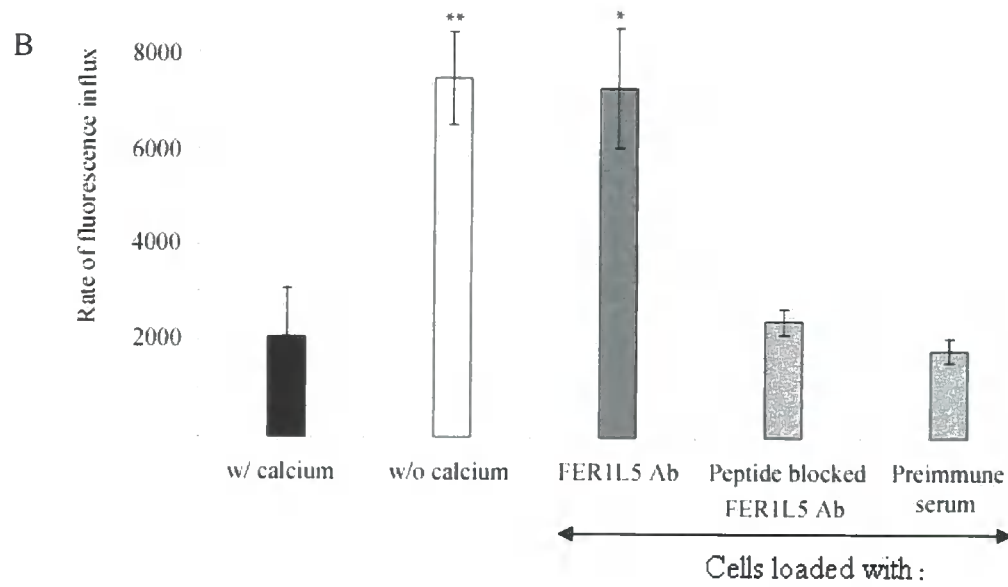 B
Rate of fluorescence influx
8000
6000
4000
2000
**
*
w/ calcium
w/o calcium
FER1L5 Ab
Peptide blocked
FER1L5 Ab
Preimmune
serum
Cells loaded with :